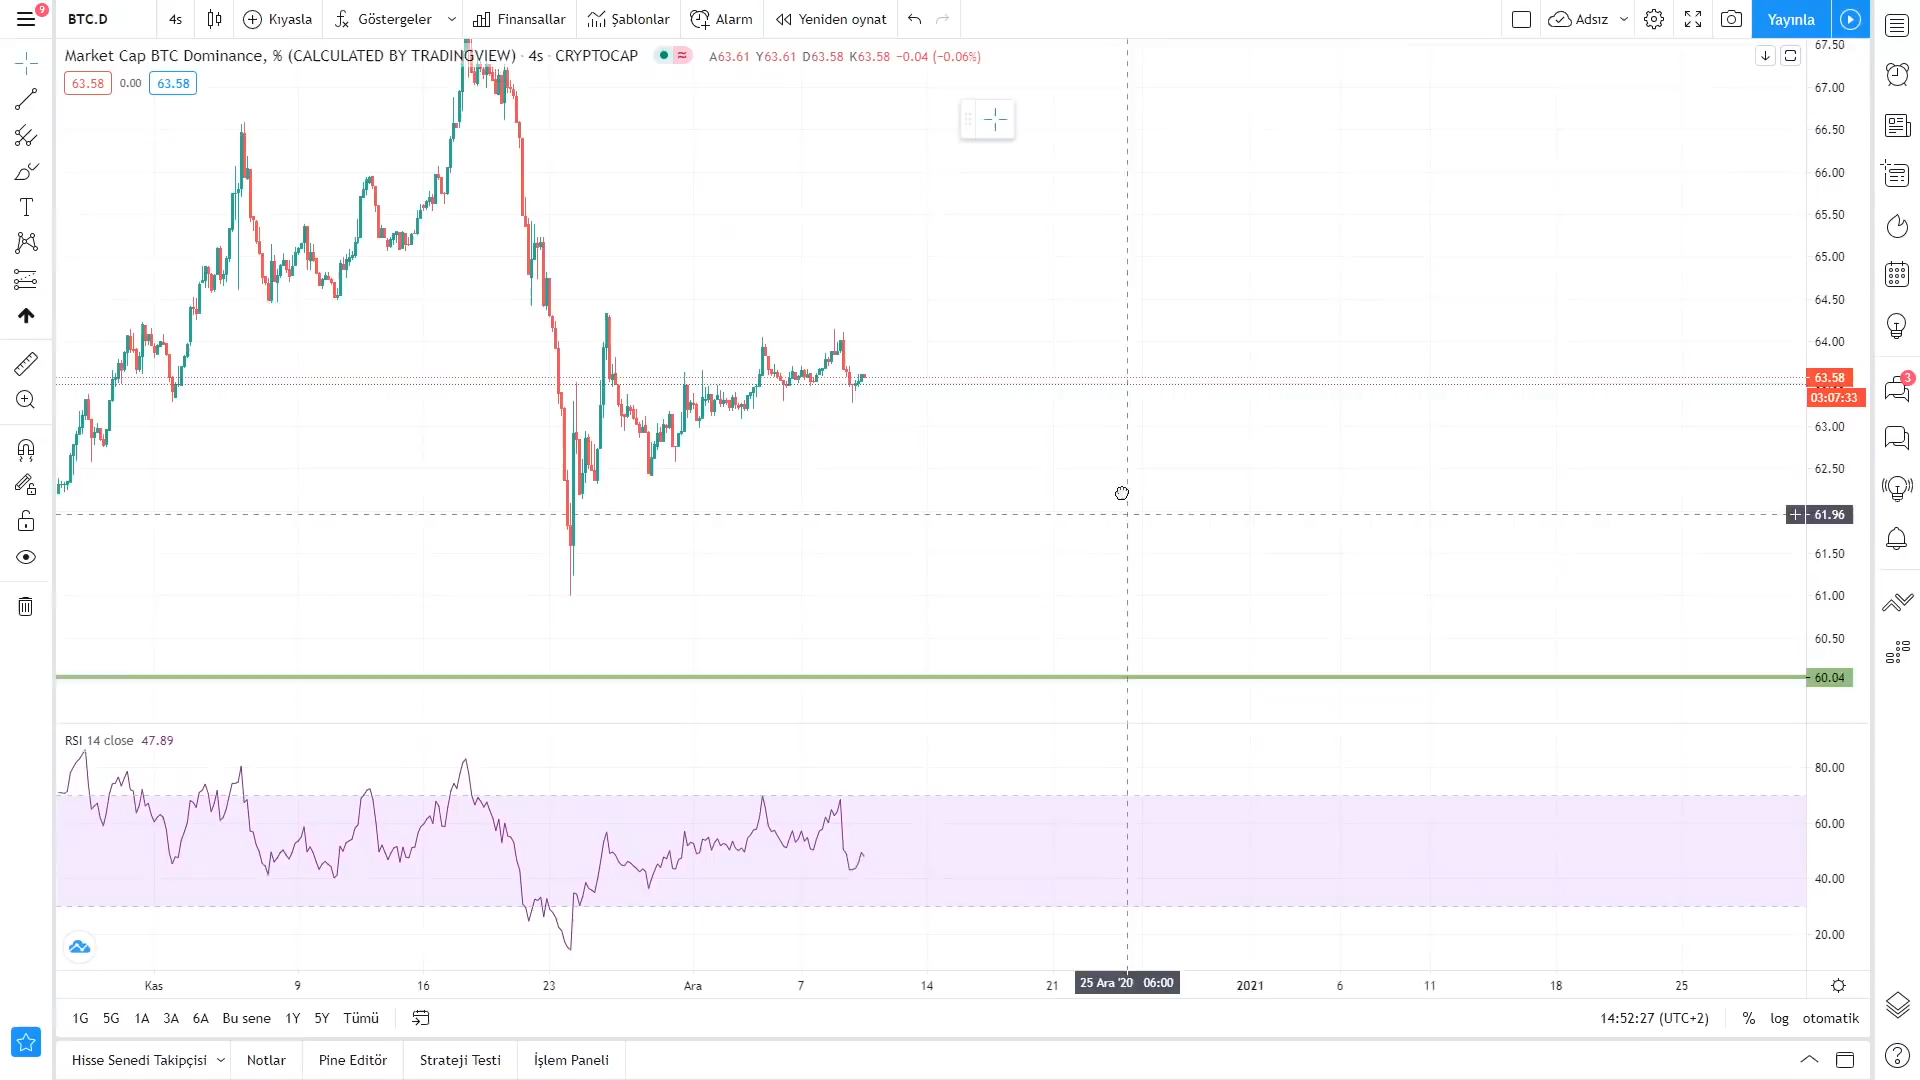 9
BTC.D
4s
Kıyasla
Göstergeler
Finansallar
Şablonlar
Alarm
Yeniden oynat
Adsız
Yayınla
Market Cap BTC Dominance, % (CALCULATED BY TRADINGVIEW) · 4s · CRYPTOCAP
A63.61 Y63.61 D63.58 K63.58 −0.04 (−0.06%)
63.58 0.00 63.58
67.50
67.00
66.50
66.00
65.50
65.00
64.50
64.00
63.58
03:07:33
3
63.00
62.50
61.96
61.50
61.00
60.50
60.04
RSI 14 close 47.89
80.00
60.00
40.00
20.00
Kas 9 16 23 Ara 7 14 21 25 Ara '20 06:00 2021 6 11 18 25
1G 5G 1A 3A 6A Bu sene 1Y 5Y Tümü
14:52:27 (UTC+2) % log otomatik
Hisse Senedi Takipçisi Notlar Pine Editör Strateji Testi İşlem Paneli